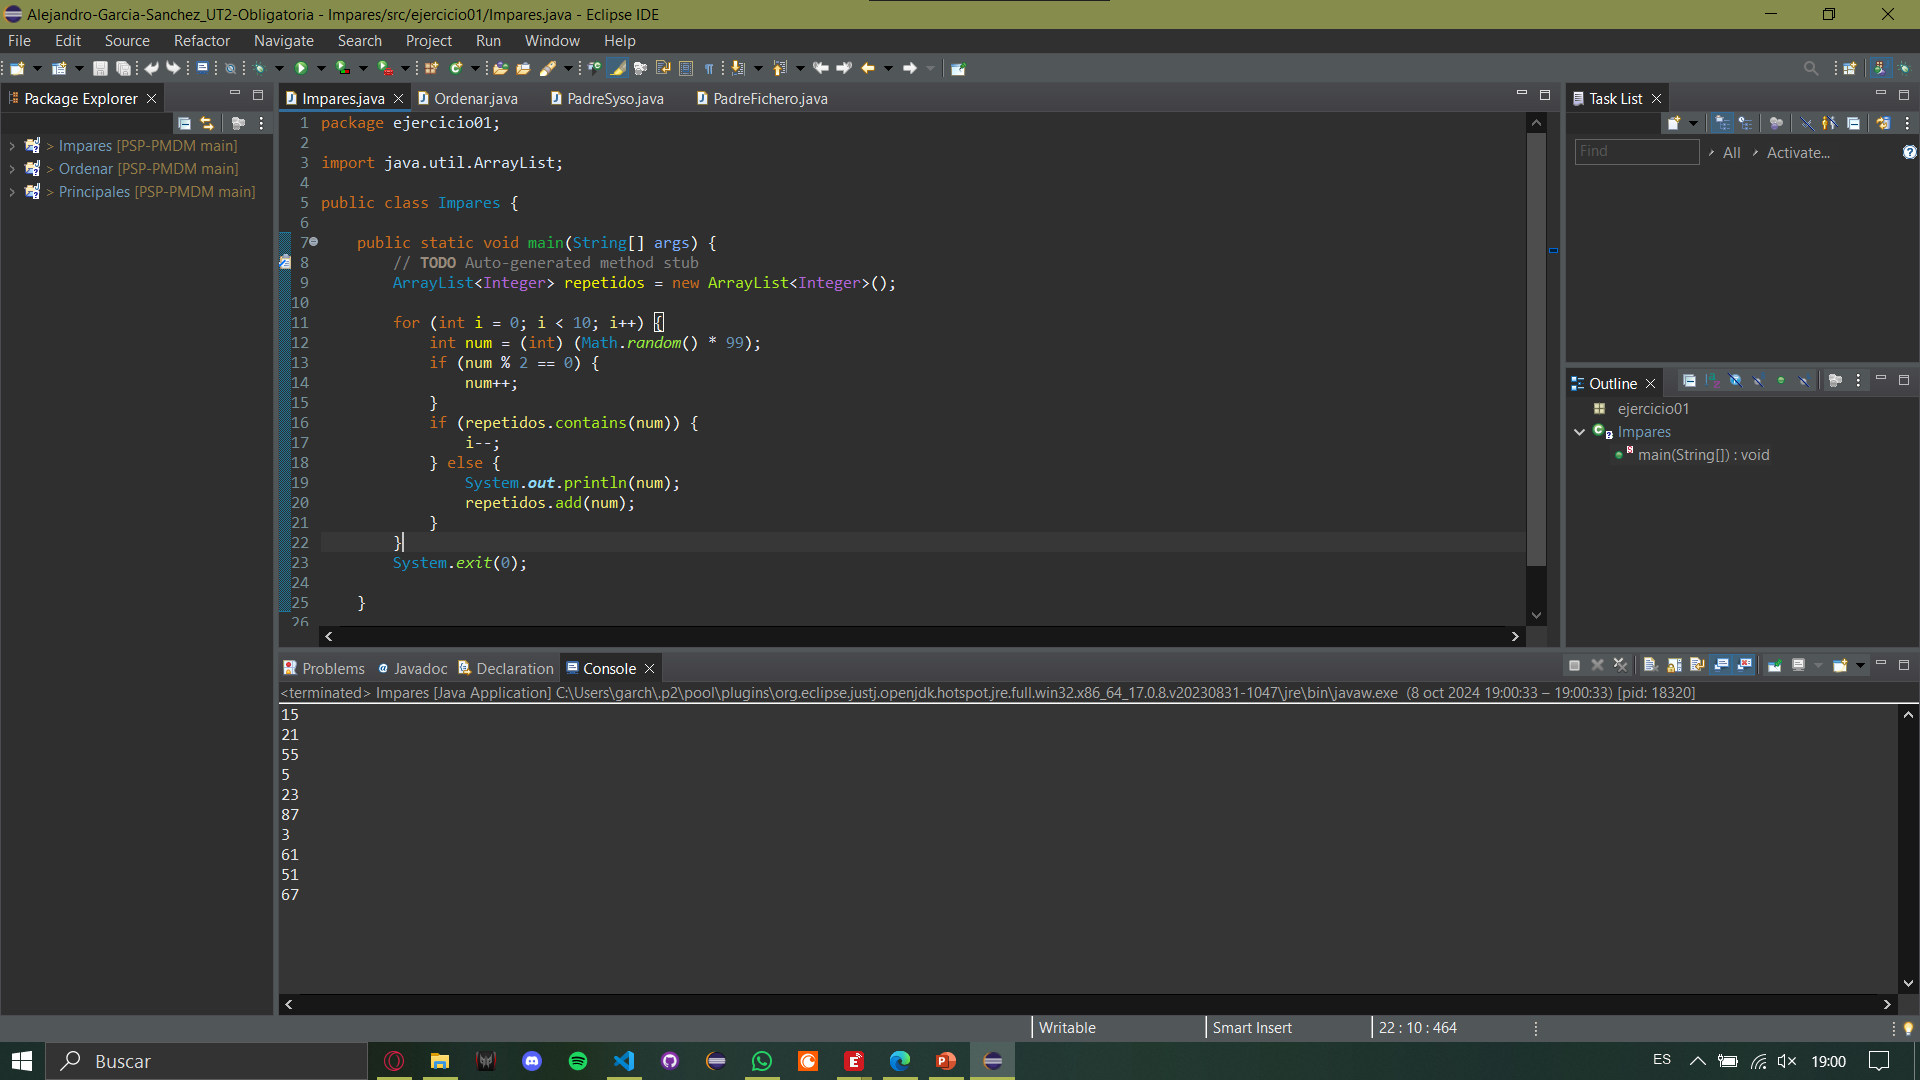 Alejandro-Garcia-Sanchez_UT2-Obligatoria - Impares/src/ejercicio01/Impares.java - Eclipse IDE
File Edit Source Refactor Navigate Search Project Run Window Help
Package Explorer
> Impares [PSP-PMDM main]
> Ordenar [PSP-PMDM main]
> Principales [PSP-PMDM main]
Impares.java Ordenar.java PadreSyso.java PadreFichero.java
1 package ejercicio01;
2
3 import java.util.ArrayList;
4
5 public class Impares {
6
7 public static void main(String[] args) {
8 // TODO Auto-generated method stub
9 ArrayList<Integer> repetidos = new ArrayList<Integer>();
10
11 for (int i = 0; i < 10; i++) {
12 int num = (int) (Math.random() * 99);
13 if (num % 2 == 0) {
14 num++;
15 }
16 if (repetidos.contains(num)) {
17 i--;
18 } else {
19 System.out.println(num);
20 repetidos.add(num);
21 }
22 }
23 System.exit(0);
24
25 }
26
Task List
Find All Activate...
Outline
ejercicio01
Impares
main(String[]) : void
Problems Javadoc Declaration Console
<terminated> Impares [Java Application] C:\Users\garch\.p2\pool\plugins\org.eclipse.justj.openjdk.hotspot.jre.full.win32.x86_64_17.0.8.v20230831-1047\jre\bin\javaw.exe (8 oct 2024 19:00:33 – 19:00:33) [pid: 18320]
15
21
55
5
23
87
3
61
51
67
Writable Smart Insert 22 : 10 : 464
Buscar
ES 19:00